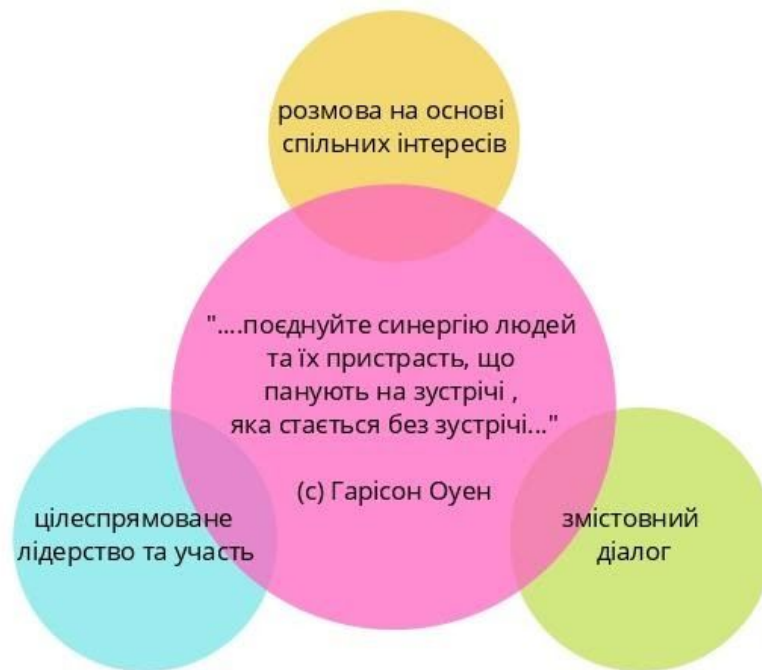 розмова на основі
спільних інтересів
"....поєднуйте синергію людей
та їх пристрасть, що
панують на зустрічі ,
яка стається без зустрічі..."
(с) Гарісон Оуен
цілеспрямоване
лідерство та участь
змістовний
діалог